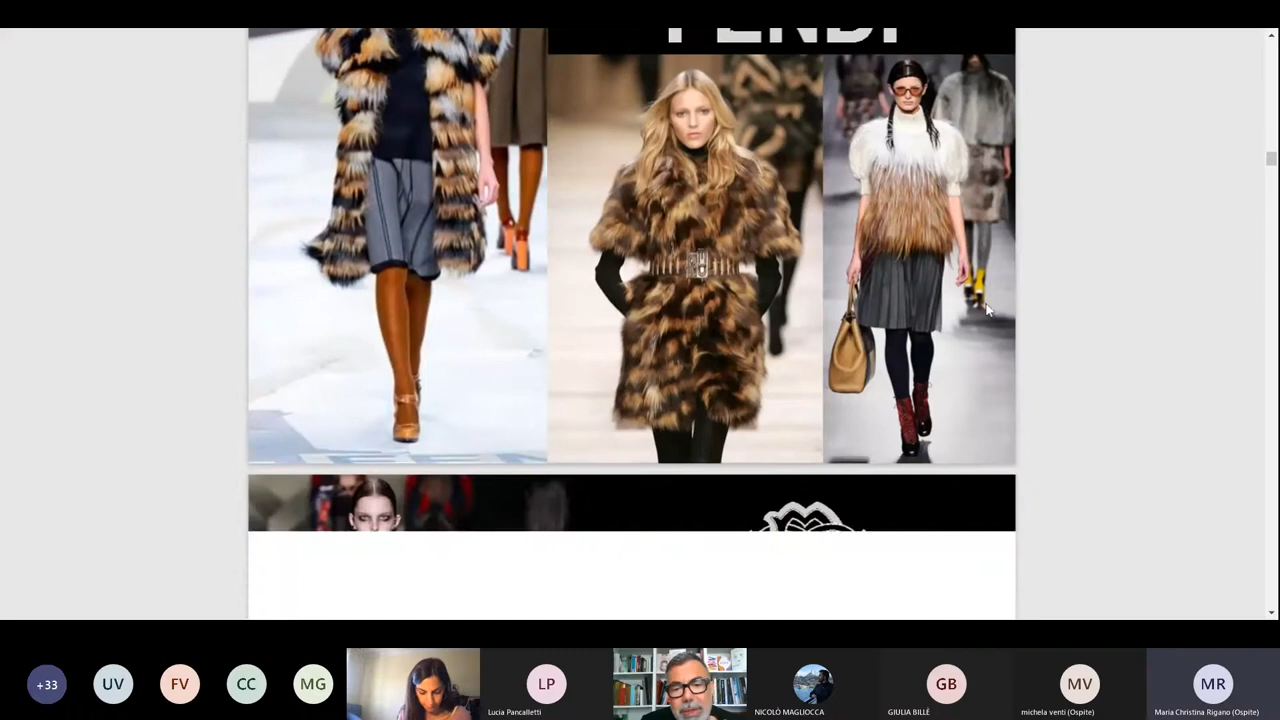 FENDI
+33
UV
FV
CC
MG
LP
GB
MV
MR
Lucia Pancalletti
NICOLÒ MAGLIOCCA
GIULIA BILLÈ
michela venti (Ospite)
Maria Christina Rigano (Ospite)